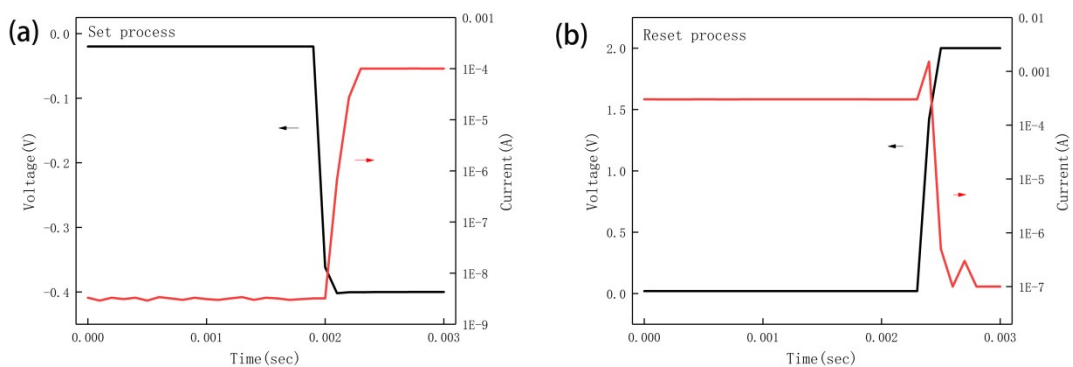 (a)
Set process
Voltage(V)
0.0
-0.1
-0.2
-0.3
-0.4
0.001
1E-4
1E-5
1E-6
1E-7
1E-8
1E-9
Current(A)
0.000 0.001 0.002 0.003
Time(sec)
(b)
Reset process
Voltage(V)
2.0
1.5
1.0
0.5
0.0
0.01
0.001
1E-4
1E-5
1E-6
1E-7
Current(A)
0.000 0.001 0.002 0.003
Time(sec)